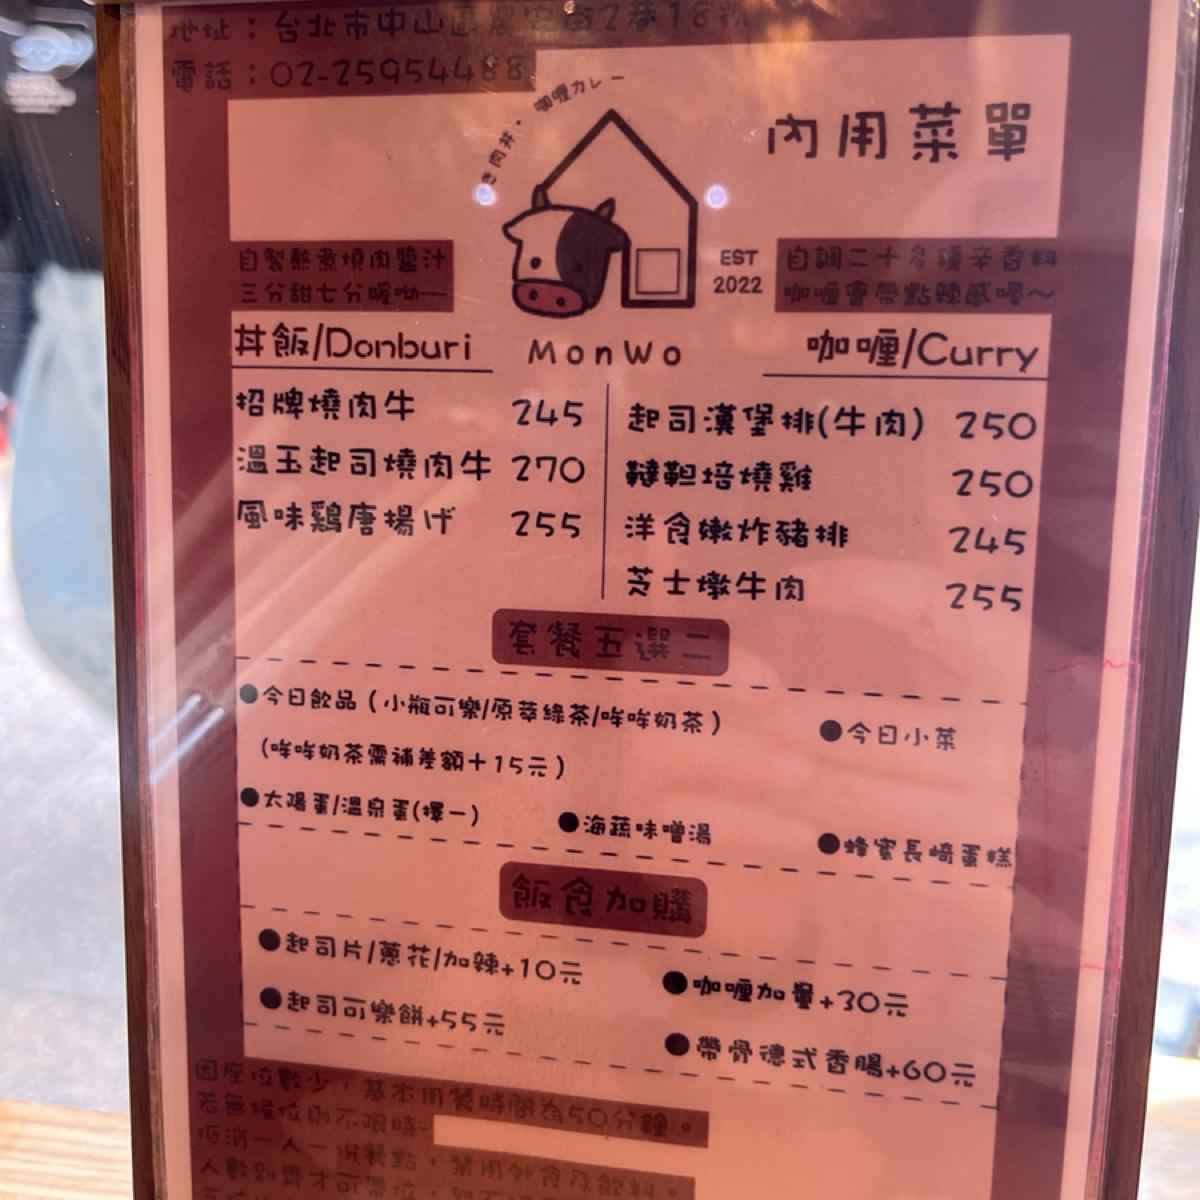 地址：台北市中山區農安街2巷18號
電話：02-25954488
き肉丼・咖喱カレー
內用菜單
自製熬煮燒肉醬汁
三分甜七分暖呦～
EST
2022
自調二十多種辛香料
咖喱會帶點辣感喔～
丼飯/Donburi
MonWo
咖喱/Curry
招牌燒肉牛 245
溫玉起司燒肉牛 270
風味鶏唐揚げ 255
起司漢堡排(牛肉) 250
韃靼培燒雞 250
洋食嫩炸豬排 245
芝士燉牛肉 255
套餐五選二
●今日飲品（小瓶可樂/原萃綠茶/哞哞奶茶）
（哞哞奶茶需補差額＋15元）
●今日小菜
●太陽蛋/溫泉蛋(擇一)
●海蔬味噌湯
●蜂蜜長崎蛋糕
飯食加購
●起司片/蔥花/加辣+10元
●咖喱加量+30元
●起司可樂餅+55元
●帶骨德式香腸+60元
因座位數少，基本用餐時間為50分鐘。
若無候位則不限時~
低消一人一份餐點，禁用外食及飲料。
人數到齊才可帶位，